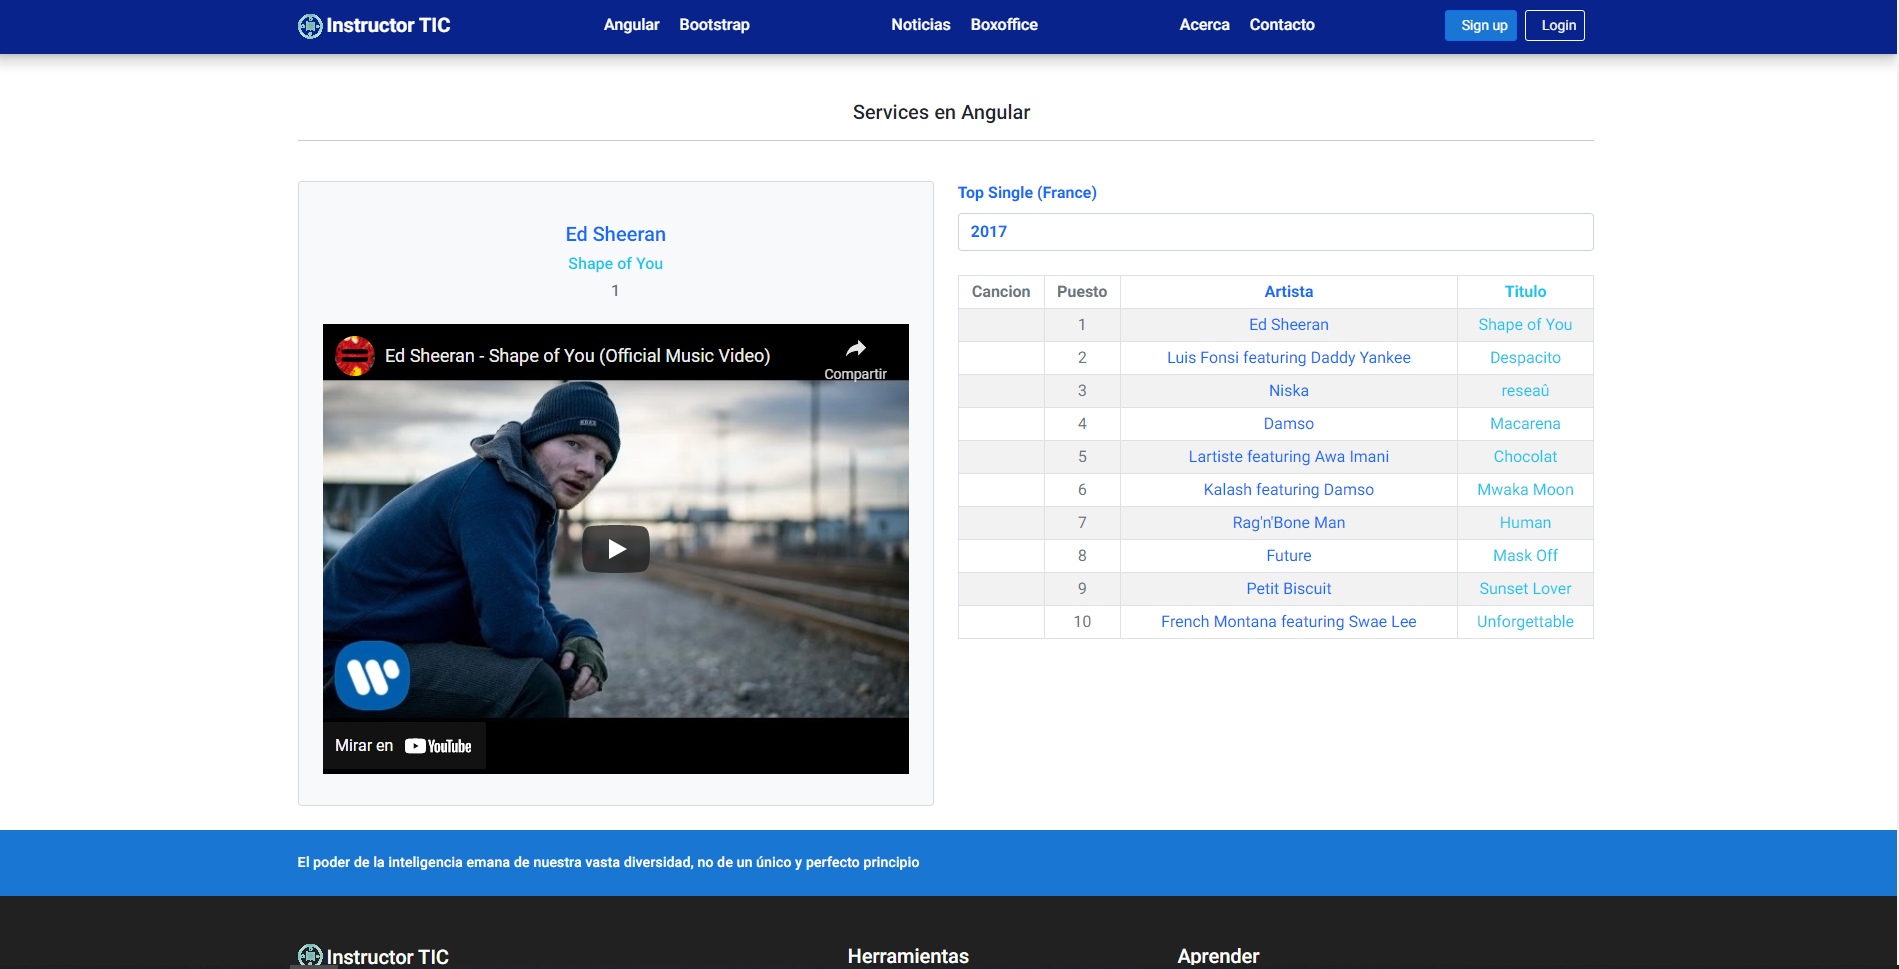 Instructor TIC Angular Bootstrap Noticias Boxoffice Acerca Contacto Sign up Login
Services en Angular
Ed Sheeran
Shape of You
1
Ed Sheeran - Shape of You (Official Music Video)
Compartir
Mirar en YouTube
Top Single (France)
2017
Cancion Puesto Artista Titulo
1 Ed Sheeran Shape of You
2 Luis Fonsi featuring Daddy Yankee Despacito
3 Niska reseaû
4 Damso Macarena
5 Lartiste featuring Awa Imani Chocolat
6 Kalash featuring Damso Mwaka Moon
7 Rag'n'Bone Man Human
8 Future Mask Off
9 Petit Biscuit Sunset Lover
10 French Montana featuring Swae Lee Unforgettable
El poder de la inteligencia emana de nuestra vasta diversidad, no de un único y perfecto principio
Instructor TIC Herramientas Aprender